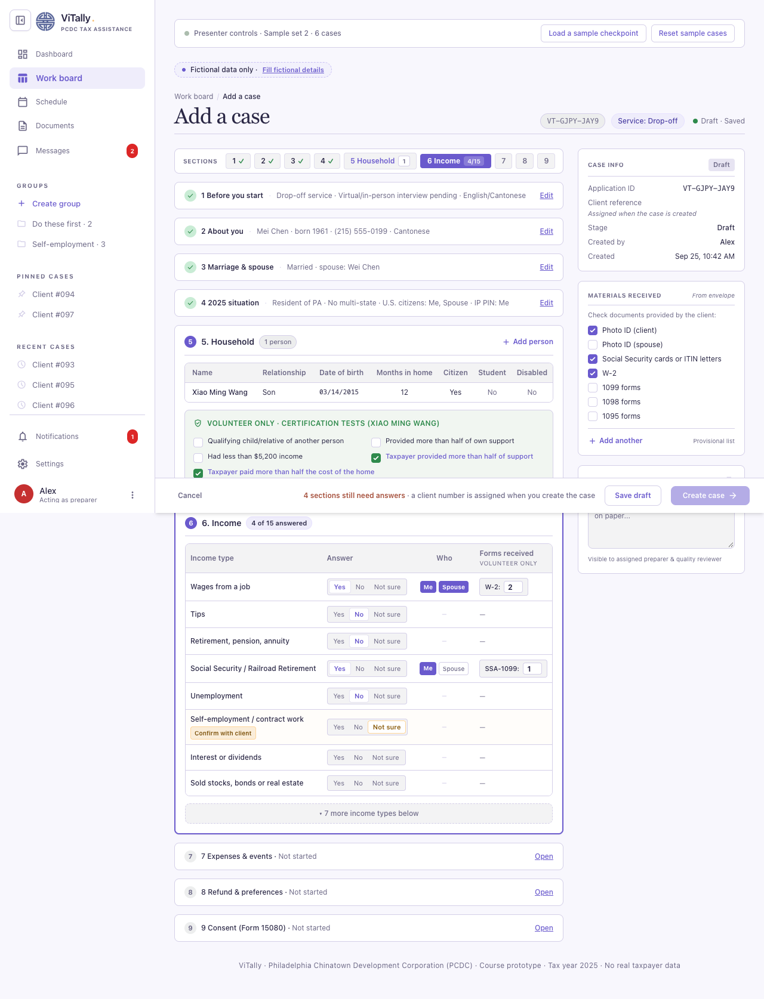 ViTally.
PCDC TAX ASSISTANCE
Dashboard
Work board
Schedule
Documents
Messages 2
GROUPS
Create group
Do these first · 2
Self-employment · 3
PINNED CASES
Client #094
Client #097
RECENT CASES
Client #093
Client #095
Client #096
Notifications 1
Settings
A Alex
Acting as preparer
Presenter controls · Sample set 2 · 6 cases Load a sample checkpoint Reset sample cases
Fictional data only · Fill fictional details
Work board / Add a case
Add a case VT-GJPY-JAY9 Service: Drop-off Draft · Saved
SECTIONS 1 2 3 4 5 Household 1 6 Income 4/15 7 8 9
1 Before you start · Drop-off service · Virtual/in-person interview pending · English/Cantonese Edit
2 About you · Mei Chen · born 1961 · (215) 555-0199 · Cantonese Edit
3 Marriage & spouse · Married · spouse: Wei Chen Edit
4 2025 situation · Resident of PA · No multi-state · U.S. citizens: Me, Spouse · IP PIN: Me Edit
5 5. Household 1 person Add person
Name Relationship Date of birth Months in home Citizen Student Disabled
Xiao Ming Wang Son 03/14/2015 12 Yes No No
VOLUNTEER ONLY · CERTIFICATION TESTS (XIAO MING WANG)
Qualifying child/relative of another person Provided more than half of own support
Had less than $5,200 income Taxpayer provided more than half of support
Taxpayer paid more than half the cost of the home
CASE INFO Draft
Application ID VT-GJPY-JAY9
Client reference
Assigned when the case is created
Stage Draft
Created by Alex
Created Sep 25, 10:42 AM
MATERIALS RECEIVED From envelope
Check documents provided by the client:
Photo ID (client)
Photo ID (spouse)
Social Security cards or ITIN letters
W-2
1099 forms
1098 forms
1095 forms
Add another Provisional list
Cancel 4 sections still need answers · a client number is assigned when you create the case Save draft Create case
on paper...
Visible to assigned preparer & quality reviewer
6 6. Income 4 of 15 answered
Income type Answer Who Forms received
VOLUNTEER ONLY
Wages from a job Yes No Not sure Me Spouse W-2: 2
Tips Yes No Not sure — —
Retirement, pension, annuity Yes No Not sure — —
Social Security / Railroad Retirement Yes No Not sure Me Spouse SSA-1099: 1
Unemployment Yes No Not sure — —
Self-employment / contract work Yes No Not sure — —
Confirm with client
Interest or dividends Yes No Not sure — —
Sold stocks, bonds or real estate Yes No Not sure — —
7 more income types below
7 7 Expenses & events · Not started Open
8 8 Refund & preferences · Not started Open
9 9 Consent (Form 15080) · Not started Open
ViTally · Philadelphia Chinatown Development Corporation (PCDC) · Course prototype · Tax year 2025 · No real taxpayer data